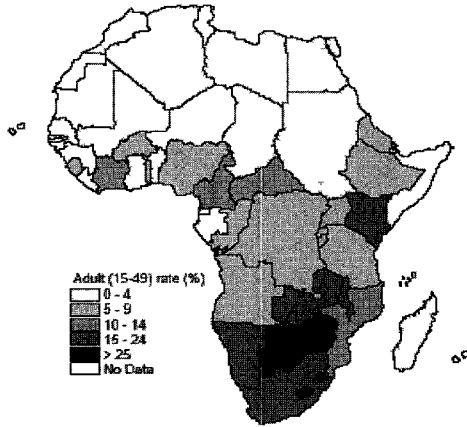 Adult (15-49) rate (%)
0 - 4
5 - 9
10 - 14
15 - 24
> 25
No Data